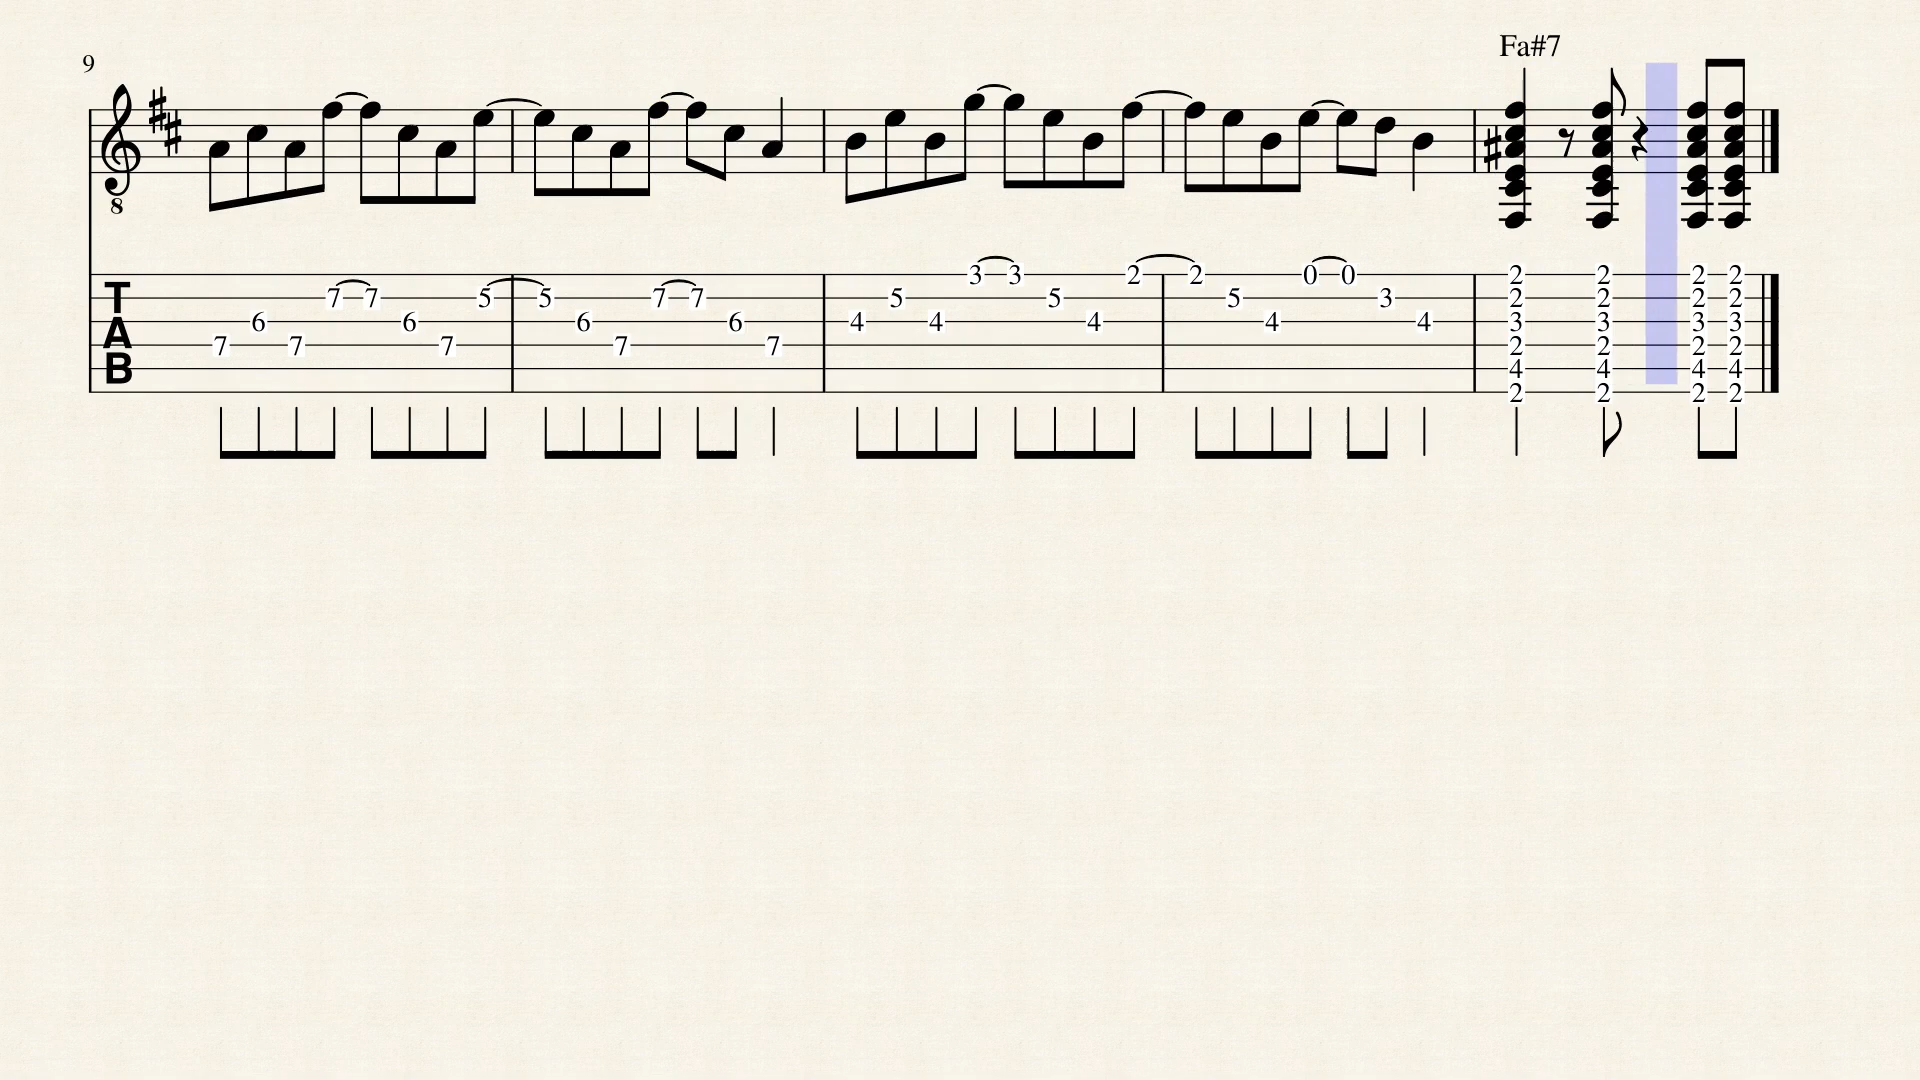 Fa#7
9
8
3 3 2 2 0 0 2 2 2 2
T 7 7 5 5 7 7 5 5 5 3 2 2 2 2
6 6 6 6 4 4 4 4 4 3 3 3 3
A 7 7 7 7 7 2 2 2 2
B 4 4 4 4
2 2 2 2